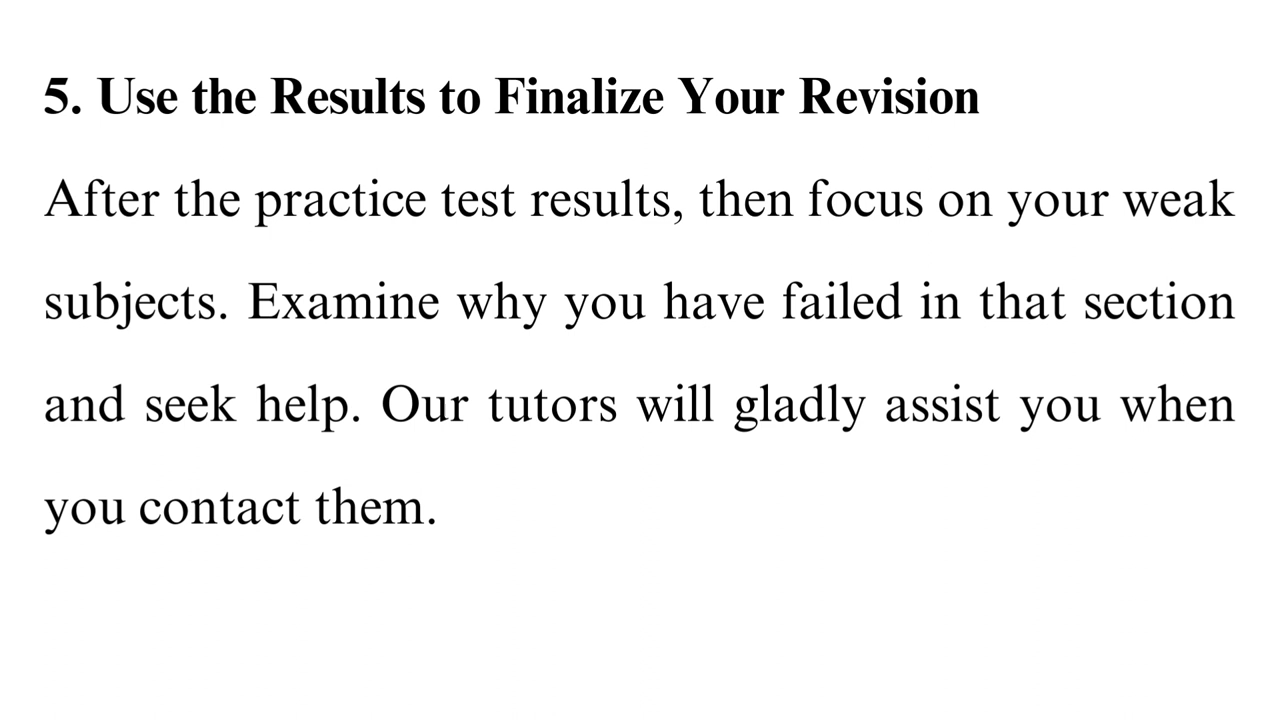 5. Use the Results to Finalize Your Revision
After the practice test results, then focus on your weak
subjects. Examine why you have failed in that section
and seek help. Our tutors will gladly assist you when
you contact them.